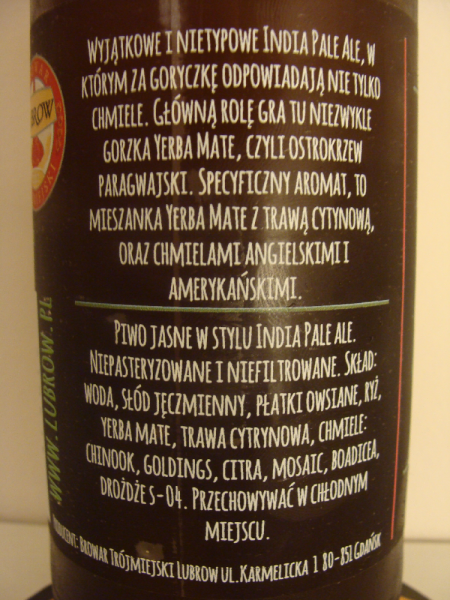 Wyjątkowe i nietypowe India Pale Ale, w
którym za goryczkę odpowiadają nie tylko
chmiele. Główną rolę gra tu niezwykle
gorzka Yerba Mate, czyli ostrokrzew
paragwajski. Specyficzny aromat, to
mieszanka Yerba Mate z trawą cytynową,
oraz chmielami angielskimi i
amerykańskimi.
Piwo jasne w stylu India Pale Ale.
Niepasteryzowane i niefiltrowane. Skład:
woda, słód jęczmienny, płatki owsiane, ryż,
yerba mate, trawa cytrynowa, chmiele:
chinook, goldings, citra, mosaic, boadicea,
drożdże s-04. Przechowywać w chłodnym
miejscu.
Producent: Browar Trójmiejski Lubrow ul. Karmelicka 1 80-851 Gdańsk
www.lubrow.pl